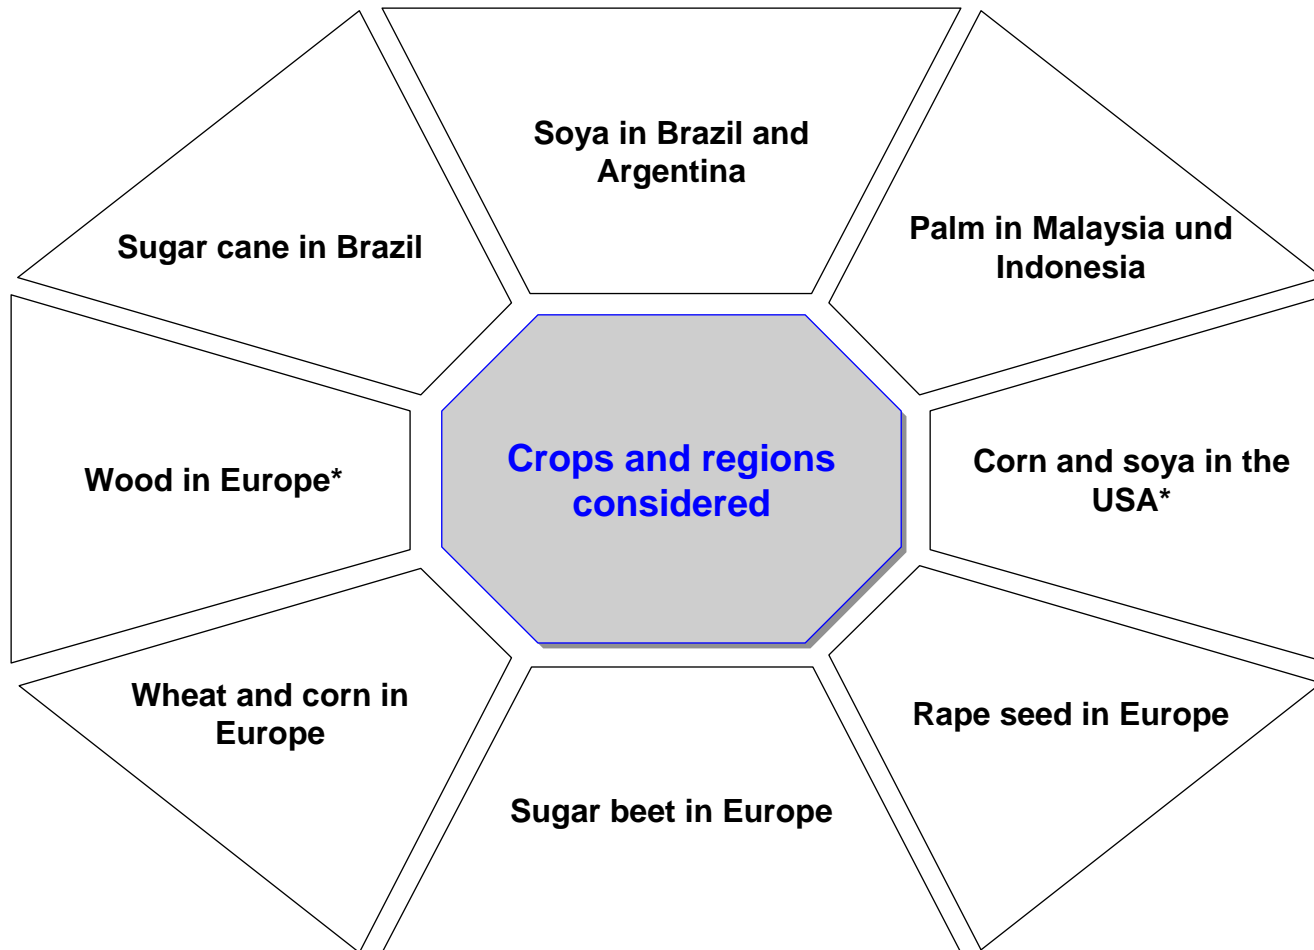 Soya in Brazil and
Argentina
Palm in Malaysia und
Indonesia
Sugar cane in Brazil
Crops and regions
considered
Wood in Europe*
Corn and soya in the
USA*
Wheat and corn in
Europe
Rape seed in Europe
Sugar beet in Europe